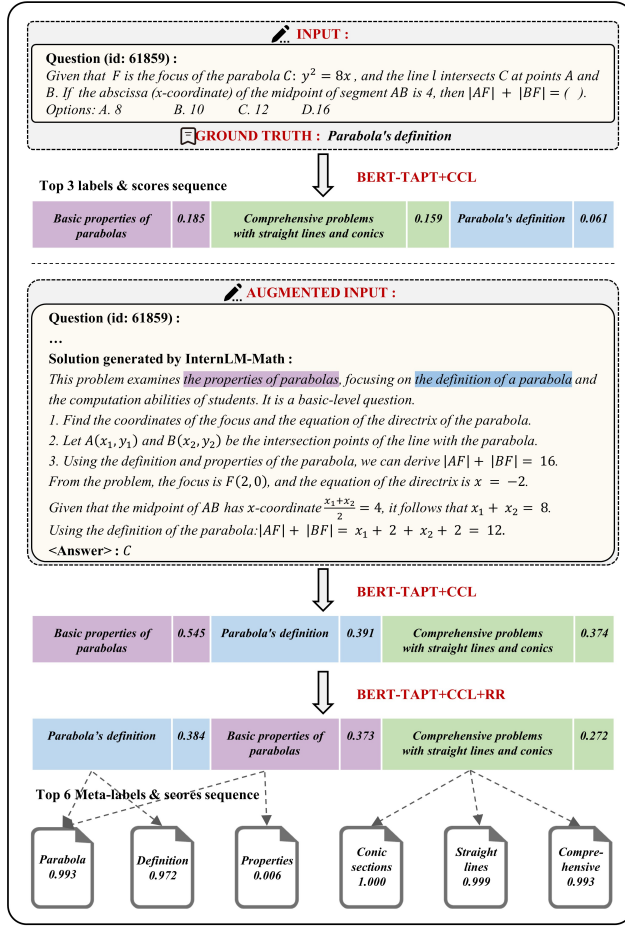 INPUT :
Question (id: 61859) :
Given that F is the focus of the parabola C: y² = 8x, and the line l intersects C at points A and
B. If the abscissa (x-coordinate) of the midpoint of segment AB is 4, then |AF| + |BF| = ( ).
Options: A. 8 B. 10 C. 12 D.16
GROUND TRUTH : Parabola's definition
BERT-TAPT+CCL
Top 3 labels & scores sequence
Basic properties of
parabolas
0.185
Comprehensive problems
with straight lines and conics
0.159
Parabola's definition
0.061
AUGMENTED INPUT :
Question (id: 61859) :
...
Solution generated by InternLM-Math :
This problem examines the properties of parabolas, focusing on the definition of a parabola and
the computation abilities of students. It is a basic-level question.
1. Find the coordinates of the focus and the equation of the directrix of the parabola.
2. Let A(x₁, y₁) and B(x₂, y₂) be the intersection points of the line with the parabola.
3. Using the definition and properties of the parabola, we can derive |AF| + |BF| = 16.
From the problem, the focus is F(2, 0), and the equation of the directrix is x = −2.
Given that the midpoint of AB has x-coordinate (x₁+x₂)/2 = 4, it follows that x₁ + x₂ = 8.
Using the definition of the parabola:|AF| + |BF| = x₁ + 2 + x₂ + 2 = 12.
<Answer> : C
BERT-TAPT+CCL
Basic properties of
parabolas
0.545
Parabola's definition
0.391
Comprehensive problems
with straight lines and conics
0.374
BERT-TAPT+CCL+RR
Parabola's definition
0.384
Basic properties of
parabolas
0.373
Comprehensive problems
with straight lines and conics
0.272
Top 6 Meta-labels & scores sequence
Parabola
0.993
Definition
0.972
Properties
0.006
Conic
sections
1.000
Straight
lines
0.999
Compre-
hensive
0.993